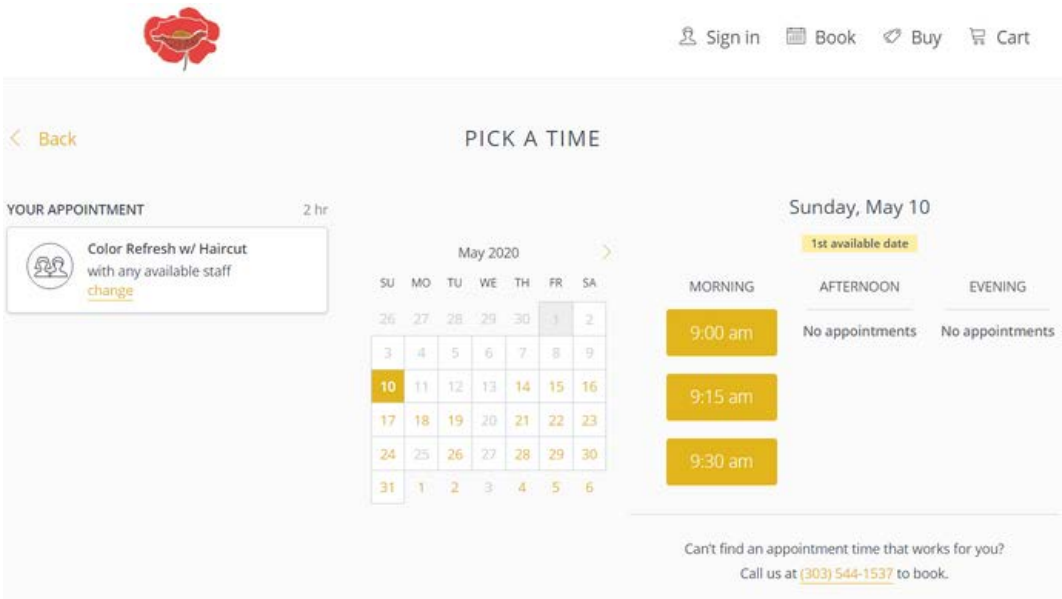 Sign in Book Buy Cart
Back
PICK A TIME
YOUR APPOINTMENT 2 hr
Color Refresh w/ Haircut
with any available staff
change
May 2020
SU MO TU WE TH FR SA
26 27 28 29 30 1 2
3 4 5 6 7 8 9
10 11 12 13 14 15 16
17 18 19 20 21 22 23
24 25 26 27 28 29 30
31 1 2 3 4 5 6
Sunday, May 10
1st available date
MORNING AFTERNOON EVENING
9:00 am No appointments No appointments
9:15 am
9:30 am
Can't find an appointment time that works for you?
Call us at (303) 544-1537 to book.